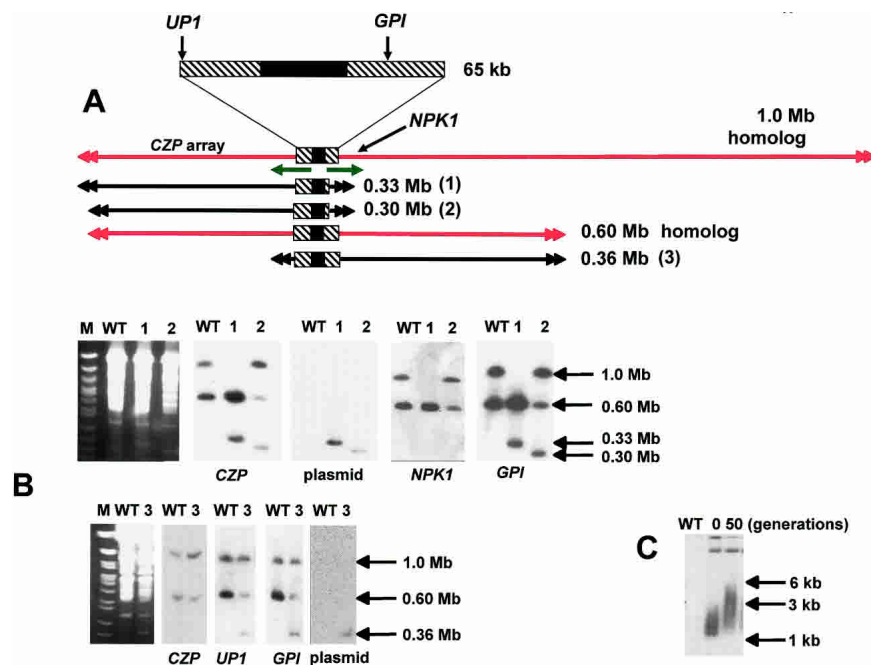 UP1 GPI
65 kb
A
NPK1
1.0 Mb
homolog
CZP array
0.33 Mb (1)
0.30 Mb (2)
0.60 Mb homolog
0.36 Mb (3)
M WT 1 2 WT 1 2 WT 1 2 WT 1 2 WT 1 2
1.0 Mb
0.60 Mb
0.33 Mb
0.30 Mb
CZP plasmid NPK1 GPI
B
M WT 3 WT 3 WT 3 WT 3 WT 3
1.0 Mb
0.60 Mb
0.36 Mb
CZP UP1 GPI plasmid
C
WT 0 50 (generations)
6 kb
3 kb
1 kb